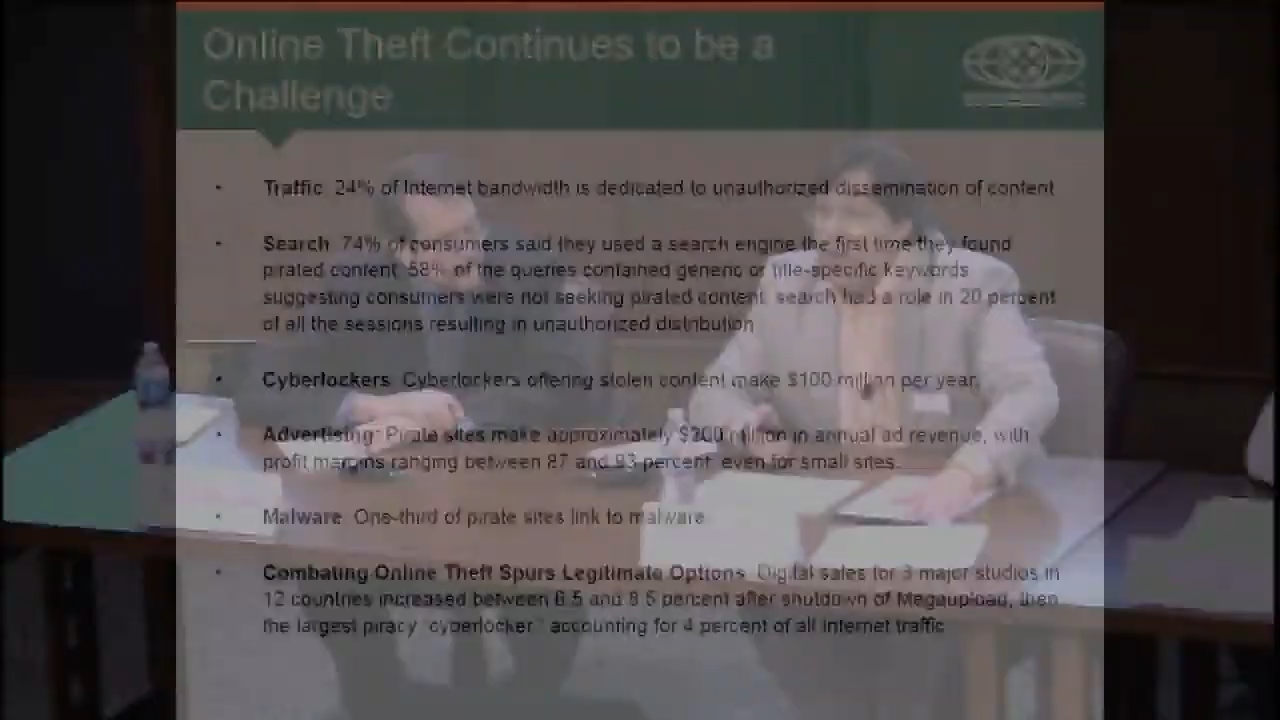 Online Theft Continues to be a
Challenge
• Traffic: 24% of Internet bandwidth is dedicated to unauthorized dissemination of content
• Search: 74% of consumers said they used a search engine the first time they found
pirated content. 58% of the queries contained generic or title-specific keywords
suggesting consumers were not seeking pirated content; search had a role in 20 percent
of all the sessions resulting in unauthorized distribution
• Cyberlockers: Cyberlockers offering stolen content make $100 million per year.
• Advertising: Pirate sites make approximately $200 million in annual ad revenue, with
profit margins ranging between 87 and 93 percent, even for small sites.
• Malware: One-third of pirate sites link to malware
• Combating Online Theft Spurs Legitimate Options: Digital sales for 3 major studios in
12 countries increased between 6.5 and 8.5 percent after shutdown of Megaupload, then
the largest piracy "cyberlocker," accounting for 4 percent of all Internet traffic